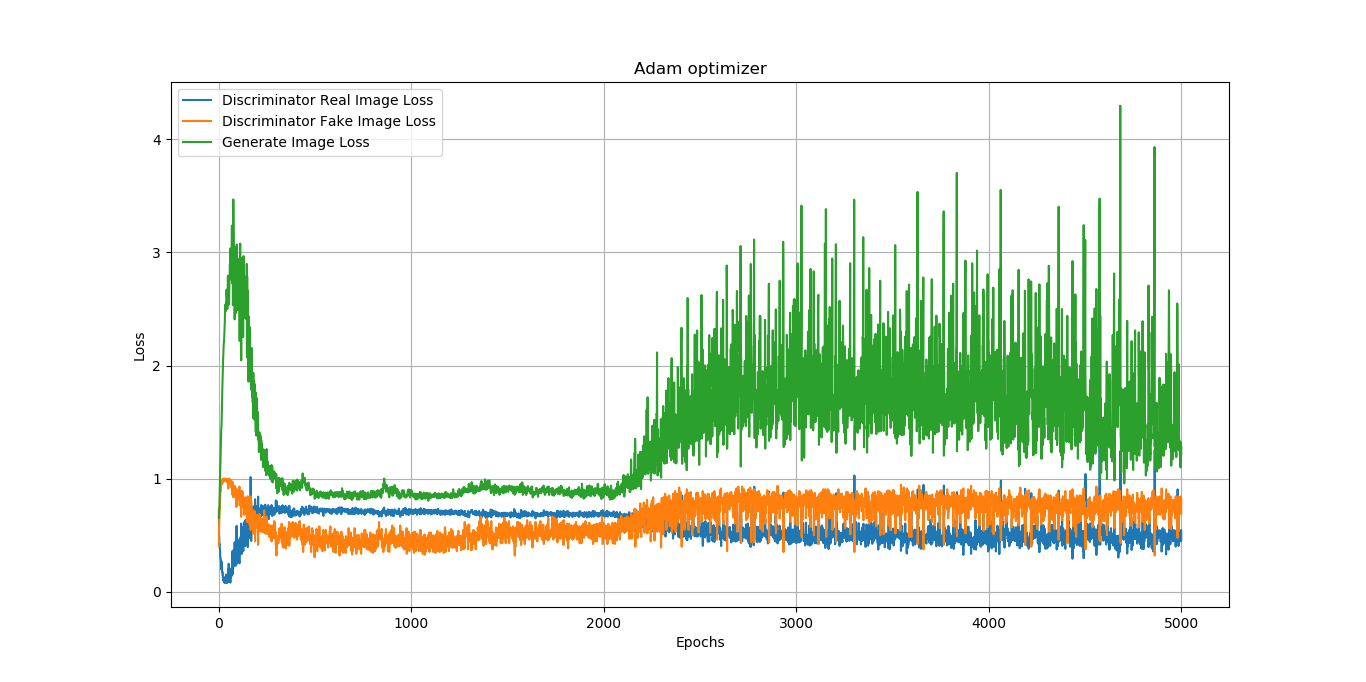 Adam optimizer
Discriminator Real Image Loss
Discriminator Fake Image Loss
Generate Image Loss
4
3
2
1
0
Loss
0 1000 2000 3000 4000 5000
Epochs